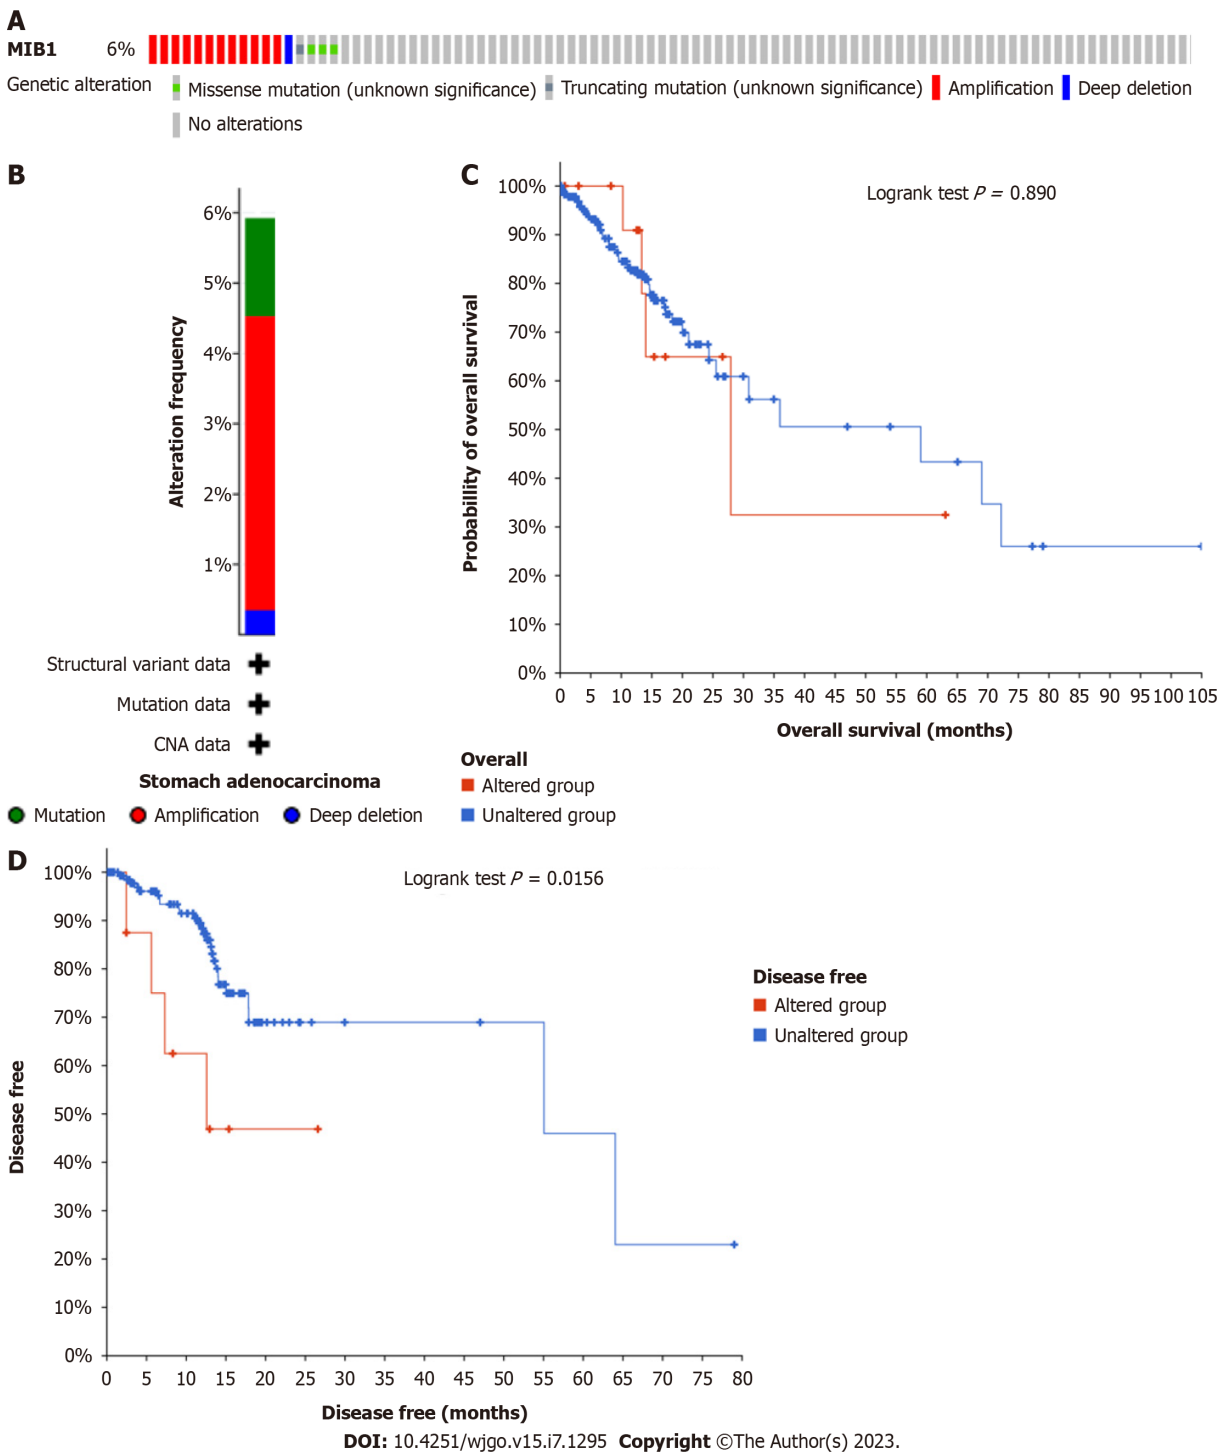 A
MIB1 6%
Genetic alteration Missense mutation (unknown significance) Truncating mutation (unknown significance) Amplification Deep deletion
No alterations
B
6%
5%
4%
3%
2%
1%
Alteration frequency
Structural variant data
Mutation data
CNA data
Stomach adenocarcinoma
Mutation Amplification Deep deletion
C
Logrank test P = 0.890
100%
90%
80%
70%
60%
50%
40%
30%
20%
10%
0%
Probabillity of overall survival
0 5 10 15 20 25 30 35 40 45 50 55 60 65 70 75 80 85 90 95 100 105
Overall survival (months)
Overall
Altered group
Unaltered group
D
Logrank test P = 0.0156
100%
90%
80%
70%
60%
50%
40%
30%
20%
10%
0%
Disease free
0 5 10 15 20 25 30 35 40 45 50 55 60 65 70 75 80
Disease free (months)
Disease free
Altered group
Unaltered group
DOI: 10.4251/wjgo.v15.i7.1295 Copyright ©The Author(s) 2023.